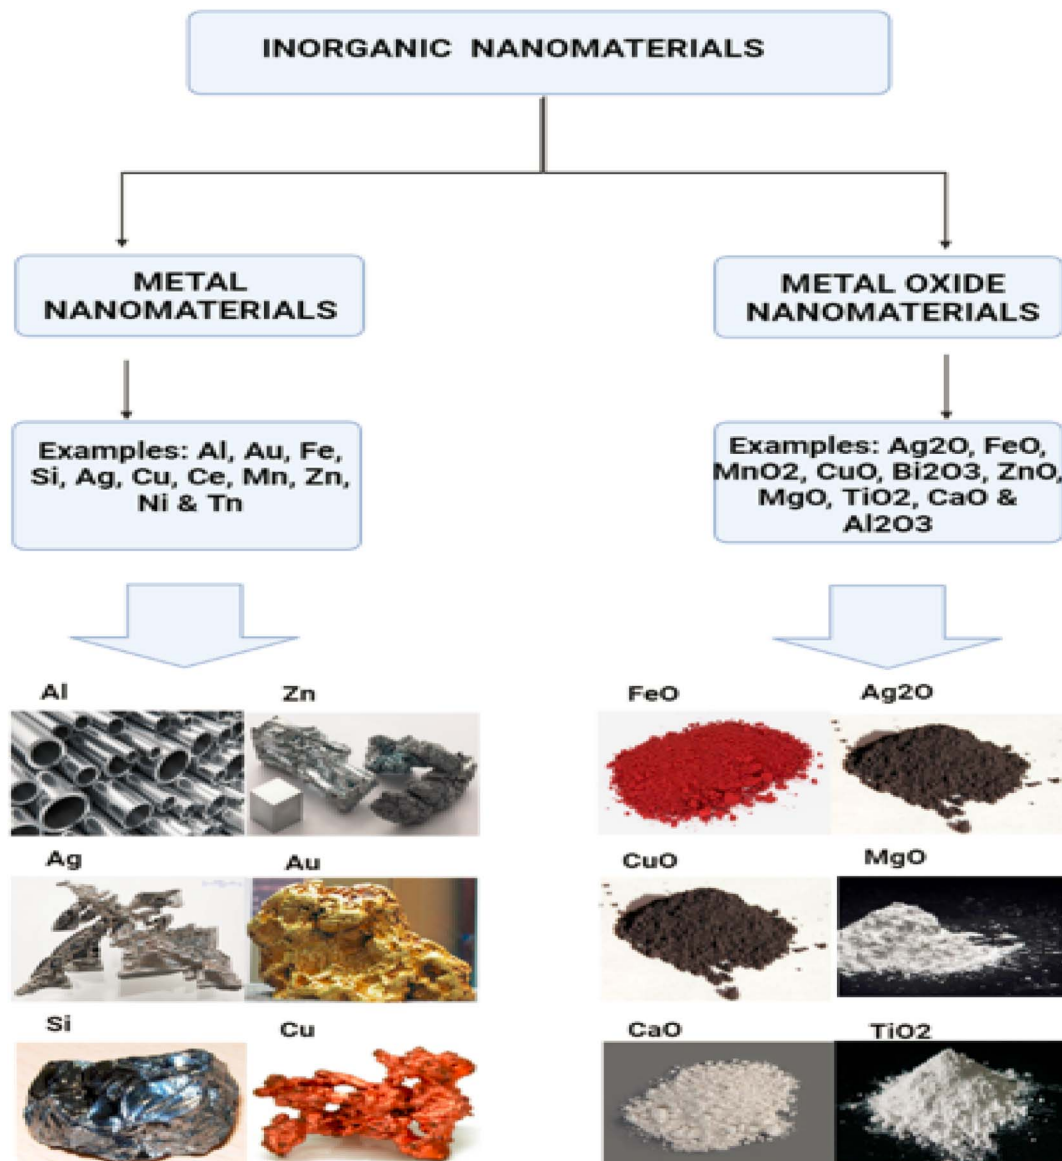 INORGANIC NANOMATERIALS
METAL
NANOMATERIALS
METAL OXIDE
NANOMATERIALS
Examples: Al, Au, Fe,
Si, Ag, Cu, Ce, Mn, Zn,
Ni & Tn
Examples: Ag2O, FeO,
MnO2, CuO, Bi2O3, ZnO,
MgO, TiO2, CaO &
Al2O3
Al
Zn
FeO
Ag2O
Ag
Au
CuO
MgO
Si
Cu
CaO
TiO2